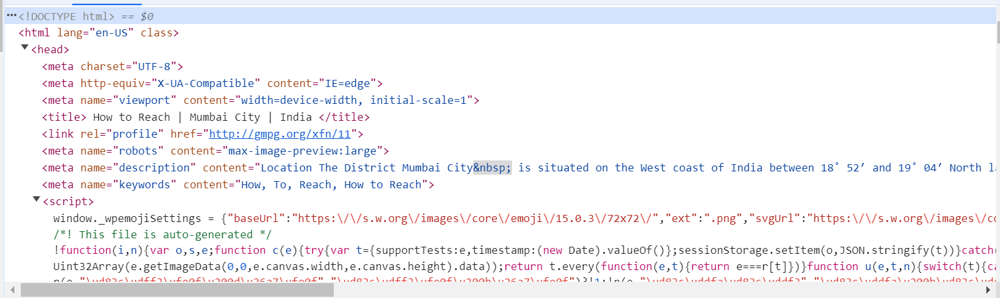 <!DOCTYPE html> == $0
<html lang="en-US" class>
<head>
<meta charset="UTF-8">
<meta http-equiv="X-UA-Compatible" content="IE=edge">
<meta name="viewport" content="width=device-width, initial-scale=1">
<title> How to Reach | Mumbai City | India </title>
<link rel="profile" href="http://gmpg.org/xfn/11">
<meta name="robots" content="max-image-preview:large">
<meta name="description" content="Location The District Mumbai City&nbsp; is situated on the West coast of India between 18˚ 52’ and 19˚ 04’ North
<meta name="keywords" content="How, To, Reach, How to Reach">
<script>
window._wpemojiSettings = {"baseUrl":"https:\/\/s.w.org\/images\/core\/emoji\/15.0.3\/72x72\/","ext":".png","svgUrl":"https:\/\/s.w.org\/images\/
/*! This file is auto-generated */
!function(i,n){var o,s,e;function c(e){try{var t={supportTests:e,timestamp:(new Date).valueOf()};sessionStorage.setItem(o,JSON.stringify(t))}catch(
Uint32Array(e.getImageData(0,0,e.canvas.width,e.canvas.height).data));return t.every(function(e,t){return e===r[t]})}function u(e,t,n){switch(t){